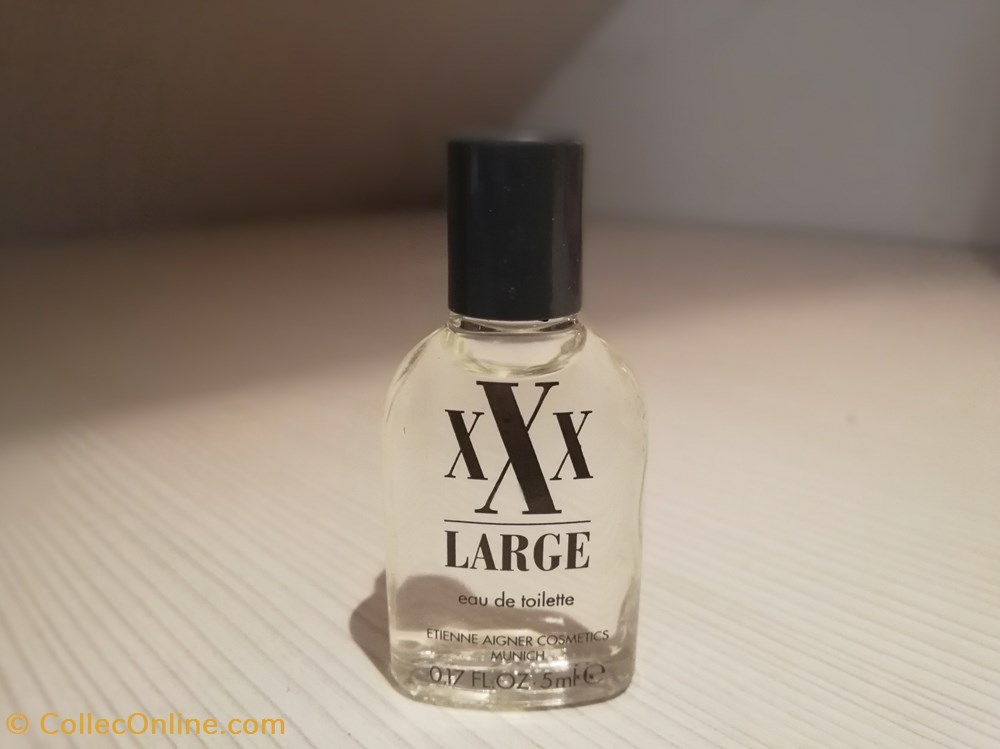 XXX
LARGE
eau de toilette
ETIENNE AIGNER COSMETICS
MUNICH
0.17 FL.OZ·5ml ℮
© CollecOnline.com